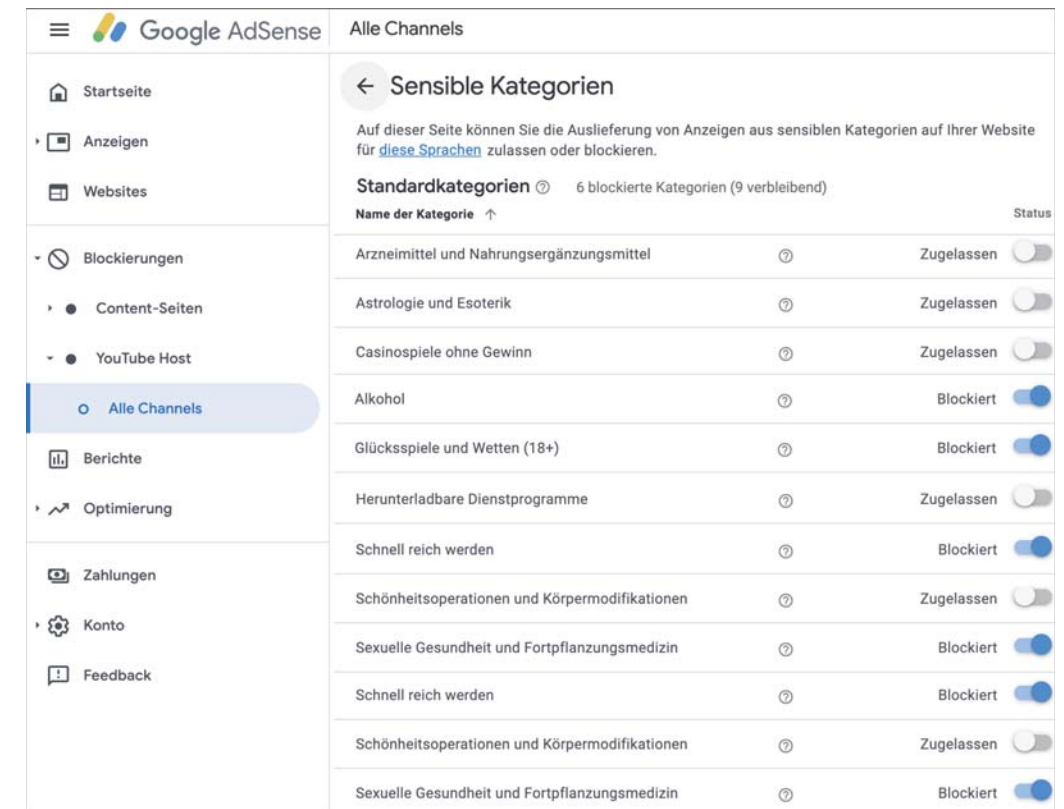 Google AdSense
Alle Channels
Startseite
Anzeigen
Websites
Blockierungen
Content-Seiten
YouTube Host
Alle Channels
Berichte
Optimierung
Zahlungen
Konto
Feedback
Sensible Kategorien
Auf dieser Seite können Sie die Auslieferung von Anzeigen aus sensiblen Kategorien auf Ihrer Website
für diese Sprachen zulassen oder blockieren.
Standardkategorien 6 blockierte Kategorien (9 verbleibend)
Name der Kategorie Status
Arzneimittel und Nahrungsergänzungsmittel Zugelassen
Astrologie und Esoterik Zugelassen
Casinospiele ohne Gewinn Zugelassen
Alkohol Blockiert
Glücksspiele und Wetten (18+) Blockiert
Herunterladbare Dienstprogramme Zugelassen
Schnell reich werden Blockiert
Schönheitsoperationen und Körpermodifikationen Zugelassen
Sexuelle Gesundheit und Fortpflanzungsmedizin Blockiert
Schnell reich werden Blockiert
Schönheitsoperationen und Körpermodifikationen Zugelassen
Sexuelle Gesundheit und Fortpflanzungsmedizin Blockiert